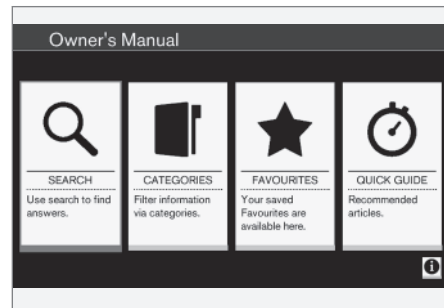 Owner's Manual
SEARCH
Use search to find
answers.
CATEGORIES
Filter information
via categories.
FAVOURITES
Your saved
Favourites are
available here.
QUICK GUIDE
Recommended
articles.